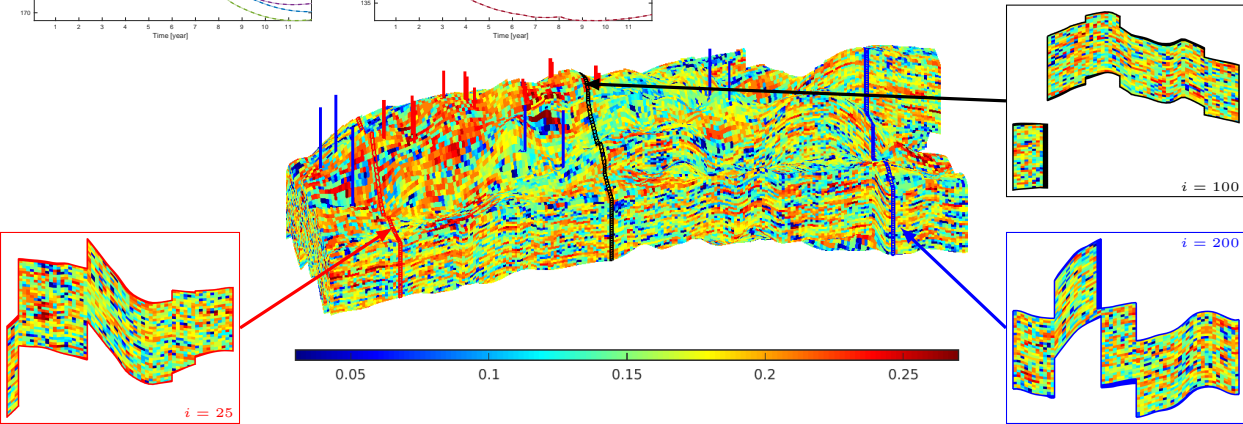 170
1 2 3 4 5 6 7 8 9 10 11
Time [year]
135
1 2 3 4 5 6 7 8 9 10 11
Time [year]
i = 100
i = 200
i = 25
0.05 0.1 0.15 0.2 0.25